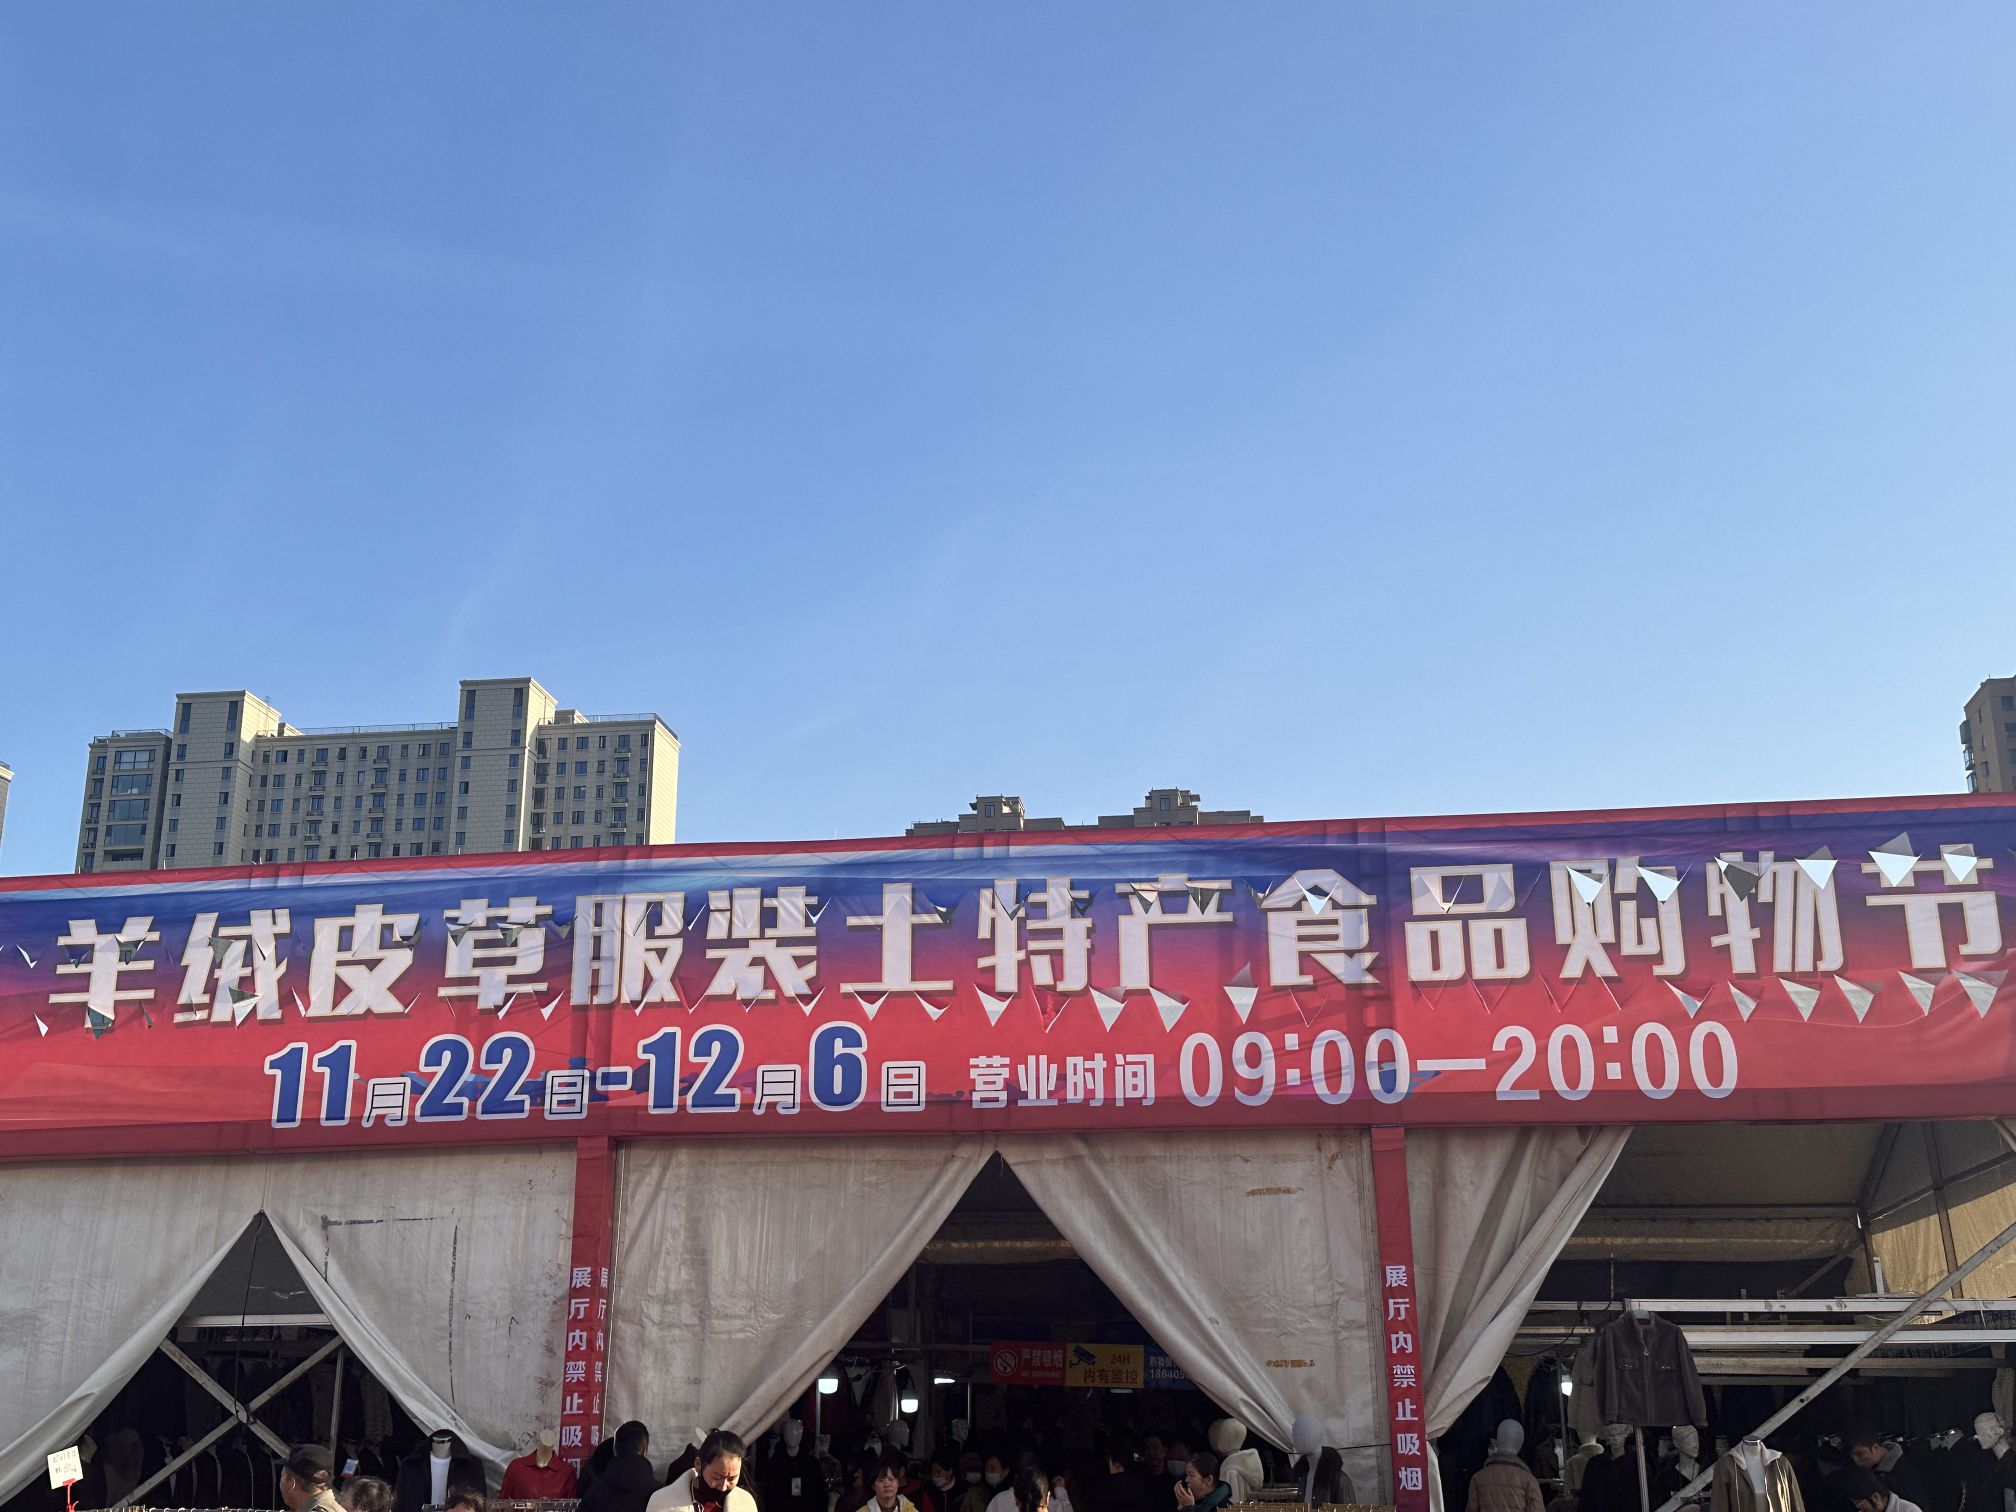 羊绒皮草服装土特产食品购物节
11月22日-12月6日 营业时间 09:00—20:00
展厅内禁止吸烟
展厅内禁止吸烟
严禁吸烟
24H
内有监控